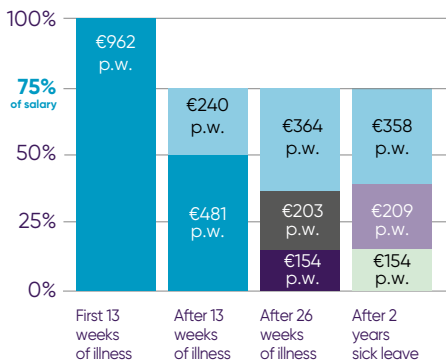 100%
75%
of salary
50%
25%
0%
€962
p.w.
€240
p.w.
€481
p.w.
€364
p.w.
€203
p.w.
€154
p.w.
€358
p.w.
€209
p.w.
€154
p.w.
First 13
weeks
of illness
After 13
weeks
of illness
After 26
weeks
of illness
After 2
years
sick leave